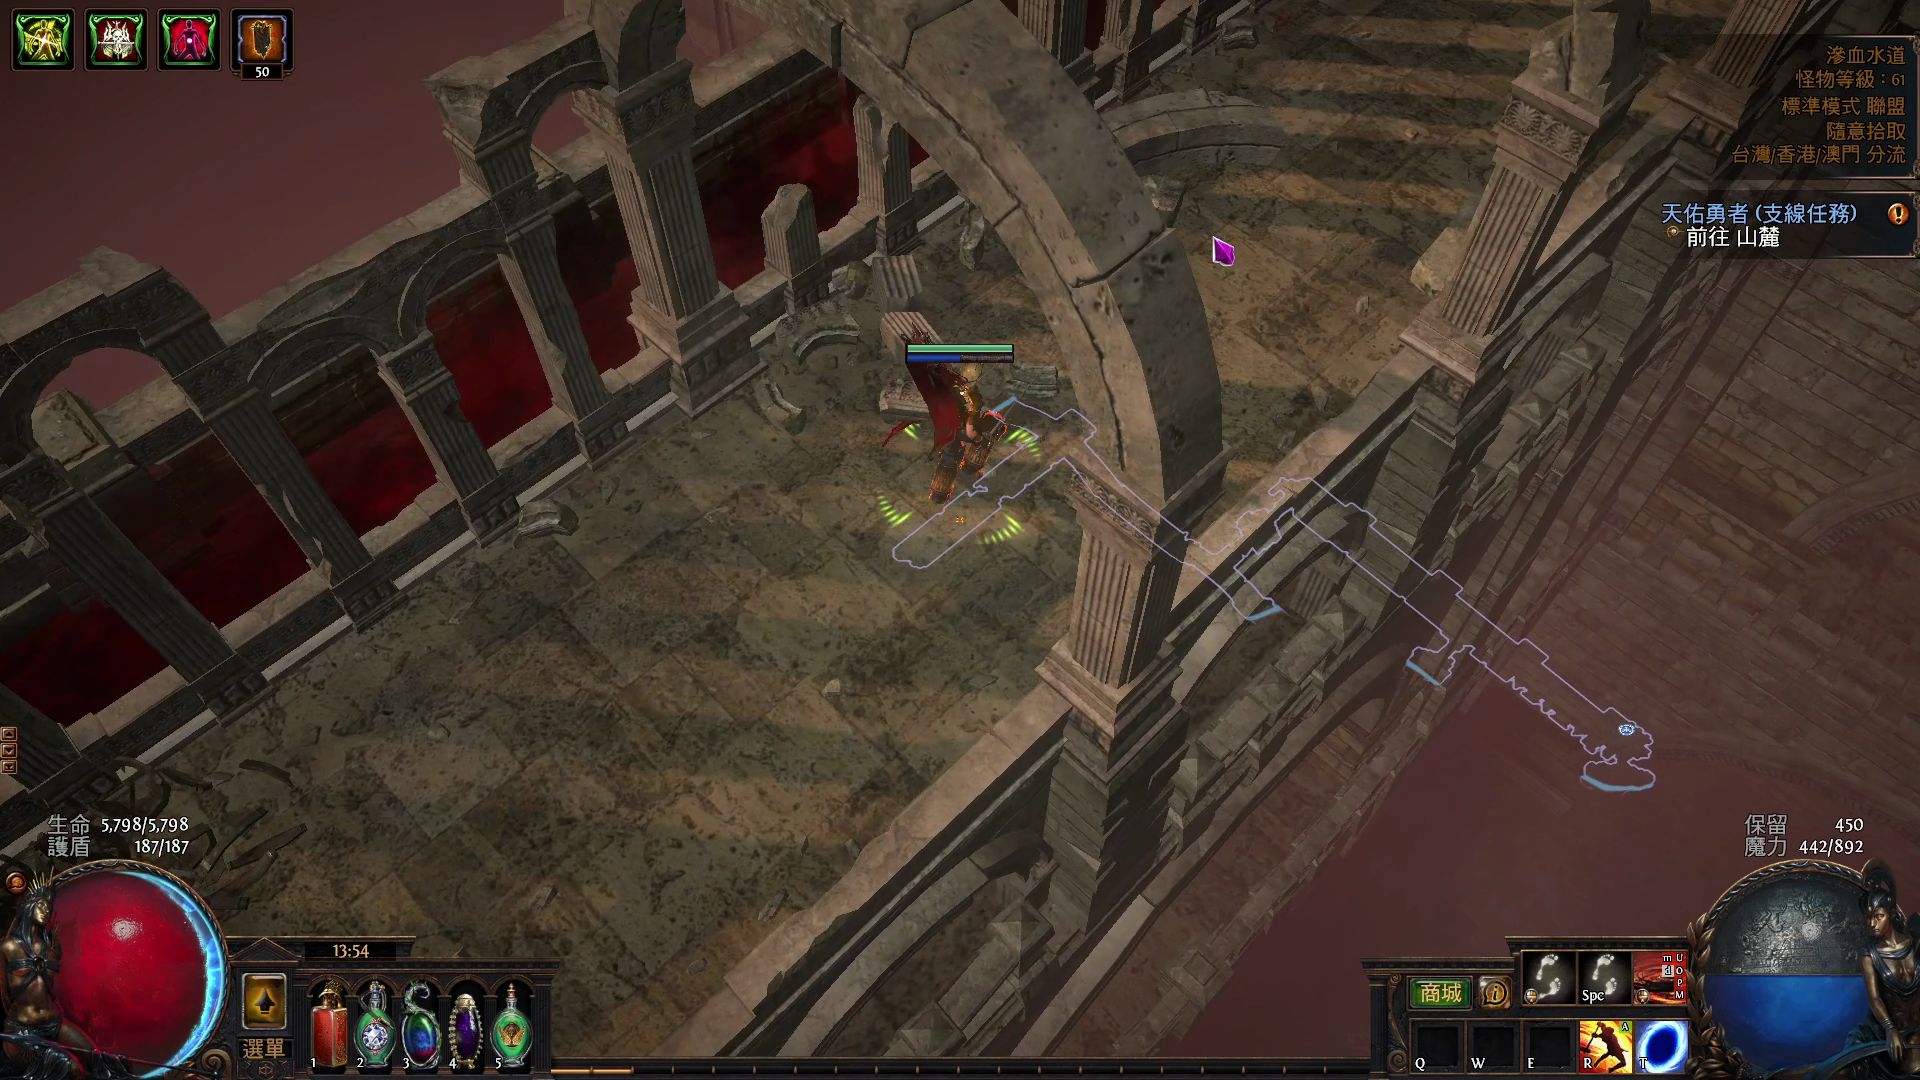 50
滲血水道
怪物等級：61
標準模式 聯盟
隨意拾取
台灣/香港/澳門 分流
天佑勇者 (支線任務)
前往 山麓
生命 5,798/5,798
護盾 187/187
保留 450
魔力 442/892
13:54
選單
1 2 3 4 5
商城
Spc
m U
d O
P
M
Q W E R A T